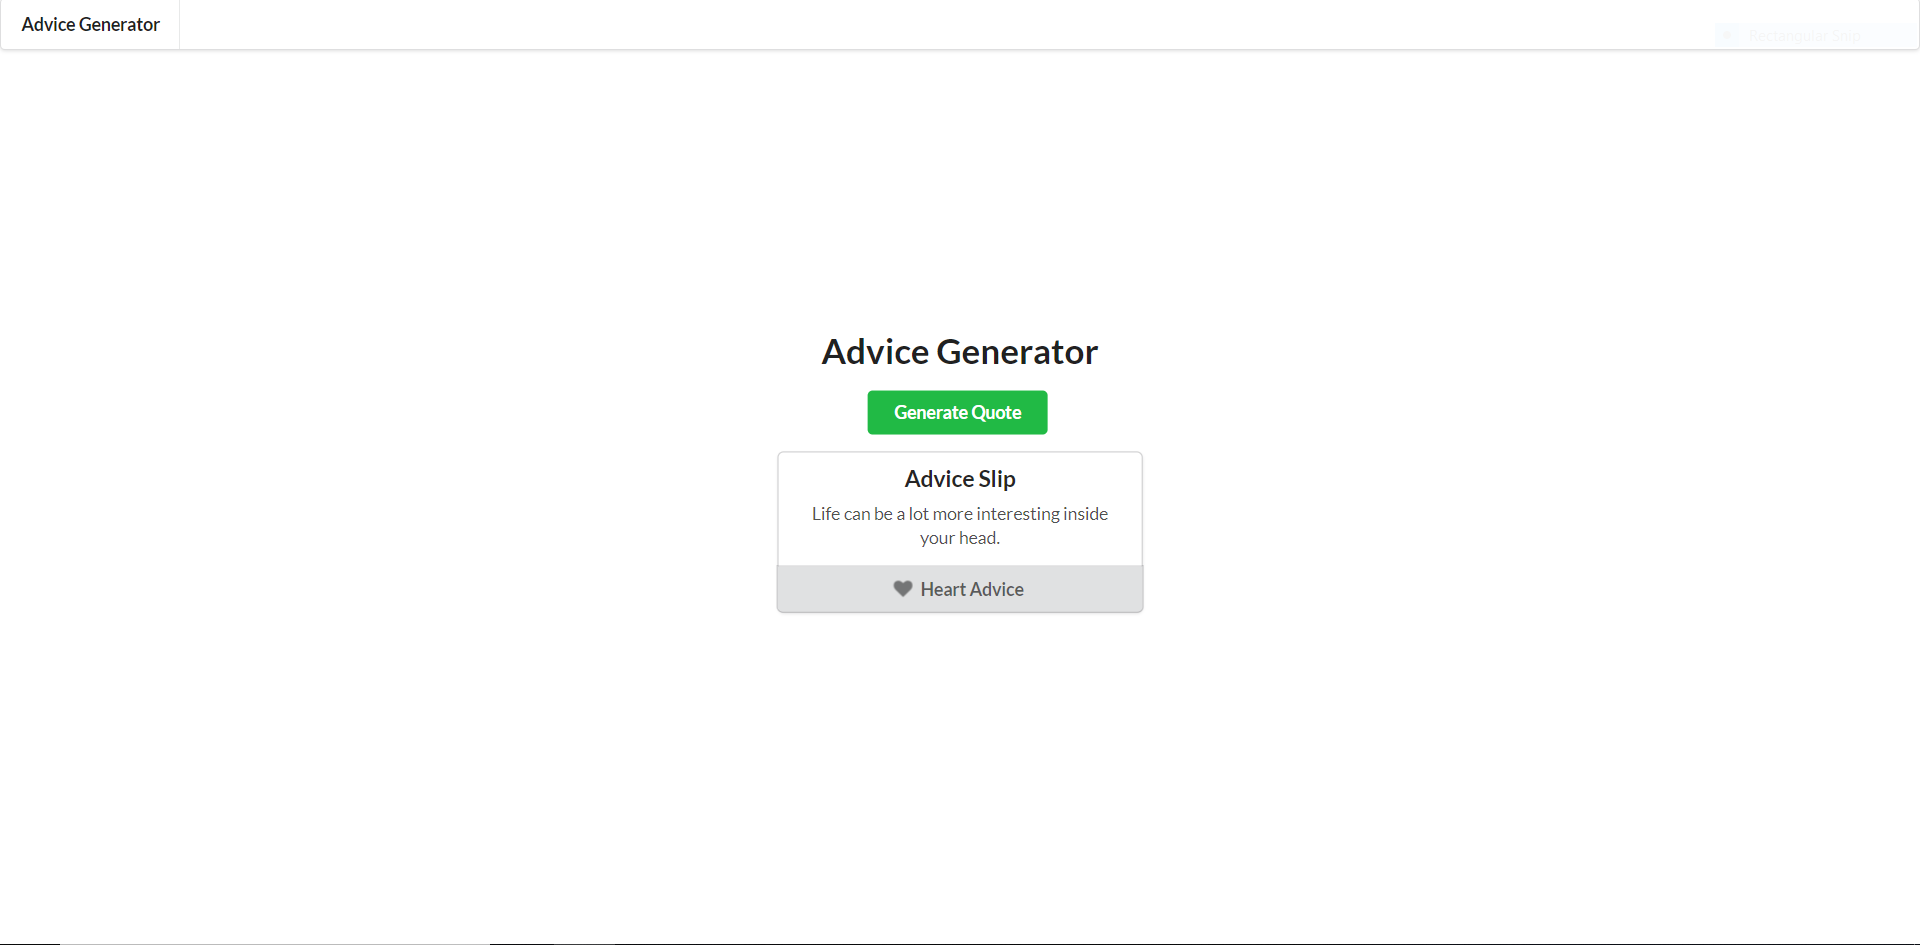 Advice Generator
Rectangular Snip
Advice Generator
Generate Quote
Advice Slip
Life can be a lot more interesting inside
your head.
Heart Advice